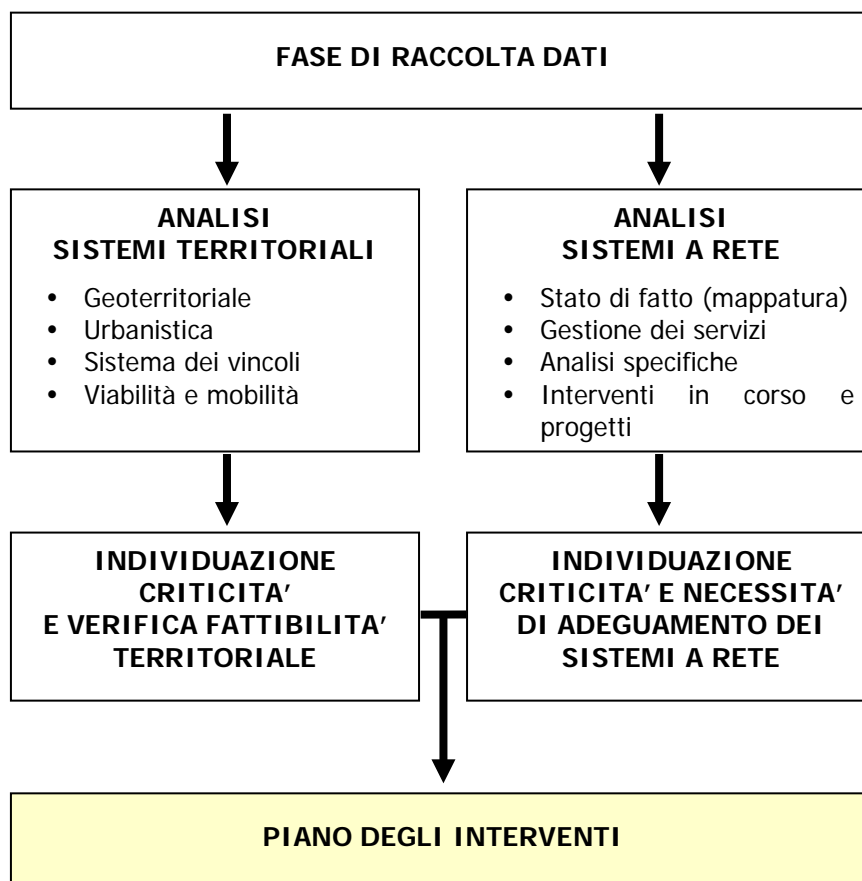 FASE DI RACCOLTA DATI
ANALISI
SISTEMI TERRITORIALI
• Geoterritoriale
• Urbanistica
• Sistema dei vincoli
• Viabilità e mobilità
ANALISI
SISTEMI A RETE
• Stato di fatto (mappatura)
• Gestione dei servizi
• Analisi specifiche
• Interventi in corso e
progetti
INDIVIDUAZIONE
CRITICITA’
E VERIFICA FATTIBILITA’
TERRITORIALE
INDIVIDUAZIONE
CRITICITA’ E NECESSITA’
DI ADEGUAMENTO DEI
SISTEMI A RETE
PIANO DEGLI INTERVENTI